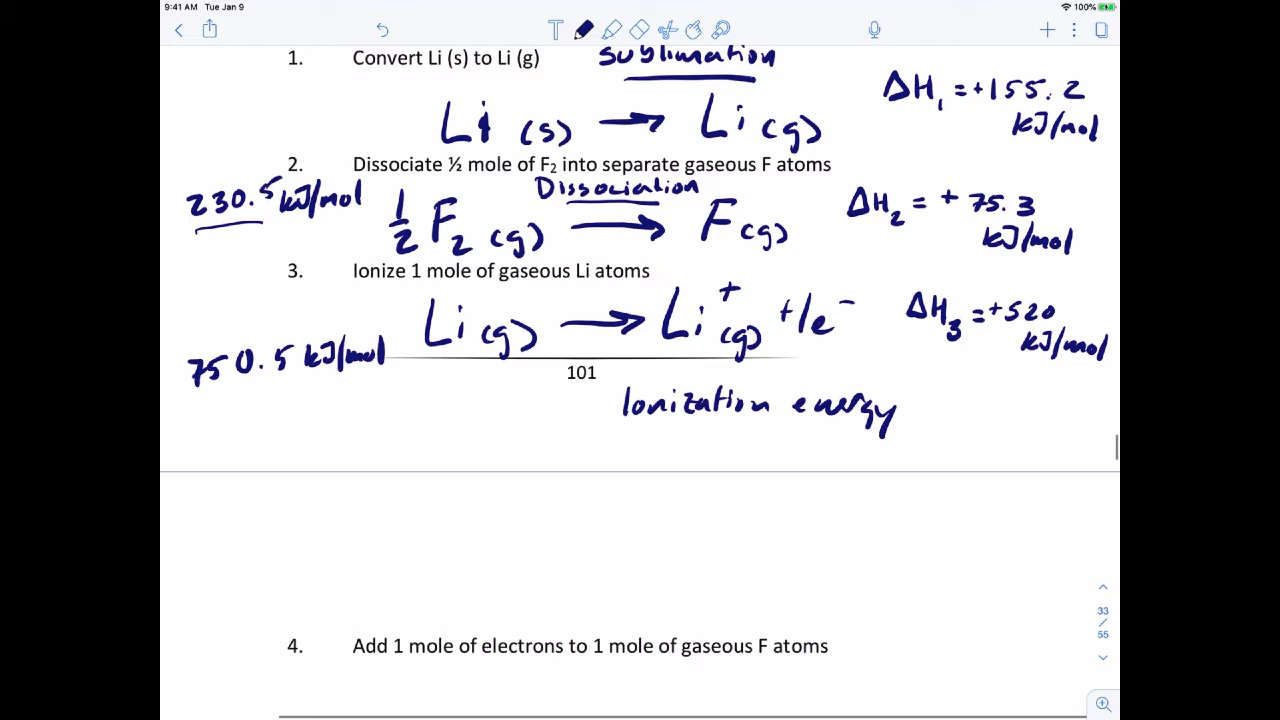 9:41 AM Tue Jan 9
100%
1. Convert Li (s) to Li (g)
sublimation
Li (s) → Li (g)
ΔH₁ = +155.2
kJ/mol
2. Dissociate ½ mole of F₂ into separate gaseous F atoms
230.5 kJ/mol
Dissociation
½ F₂ (g) → F (g)
ΔH₂ = + 75.3
kJ/mol
3. Ionize 1 mole of gaseous Li atoms
Li (g) → Li⁺ (g) + 1e⁻
ΔH₃ = +520
kJ/mol
750.5 kJ/mol
101
Ionization energy
33
/
55
4. Add 1 mole of electrons to 1 mole of gaseous F atoms